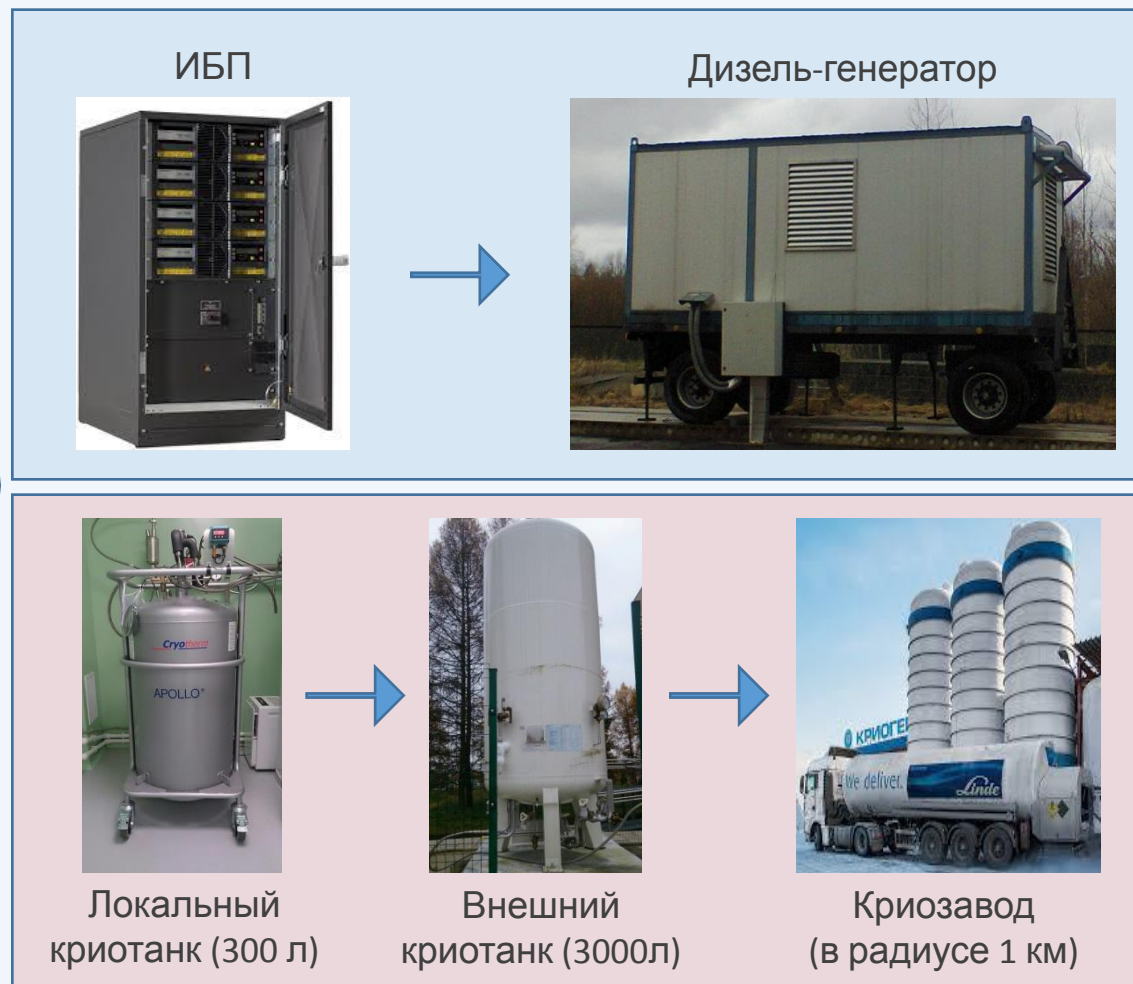 ИБП
Дизель-генератор
Cryotherm
APOLLO®
КРИОГЕ
We deliver.
Linde
Локальный
криотанк (300 л)
Внешний
криотанк (3000л)
Криозавод
(в радиусе 1 км)